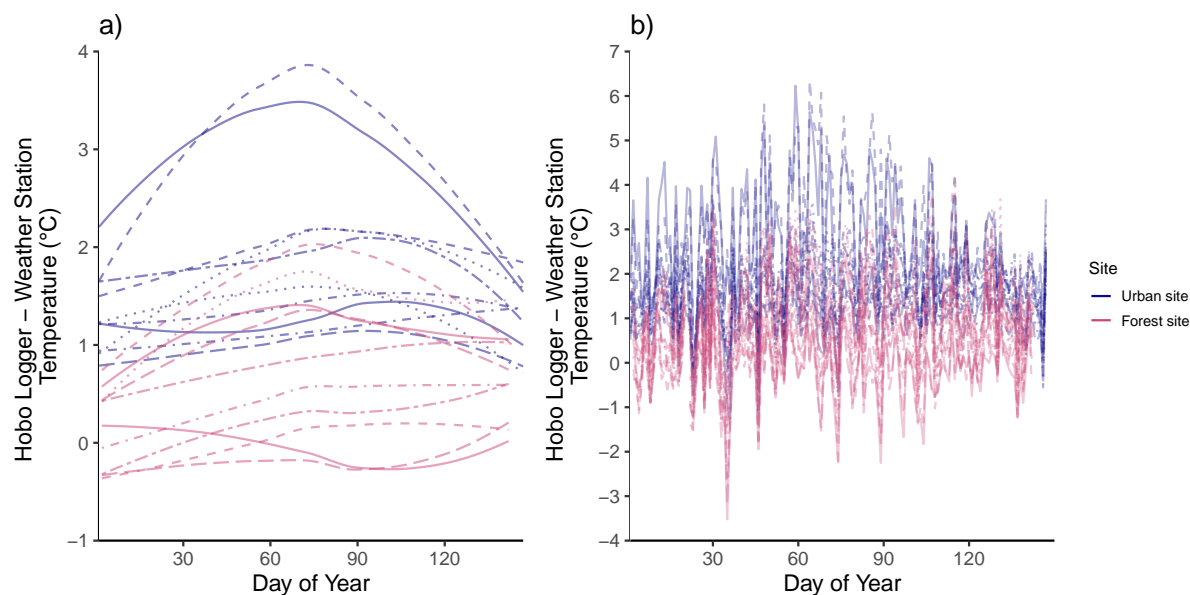 a)
Hobo Logger – Weather Station
Temperature (°C)
4
3
2
1
0
−1
30
60
90
120
Day of Year
b)
Hobo Logger – Weather Station
Temperature (°C)
7
6
5
4
3
2
1
0
−1
−2
−3
−4
30
60
90
120
Day of Year
Site
Urban site
Forest site